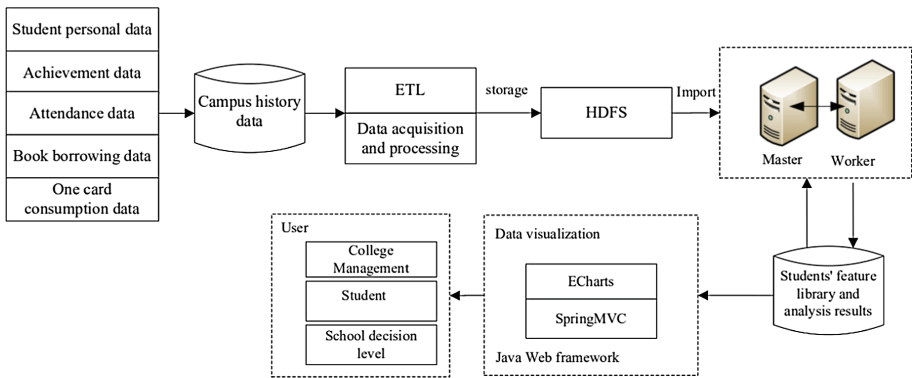 Student personal data
Achievement data
Attendance data
Book borrowing data
One card
consumption data
Campus history
data
ETL
Data acquisition
and processing
storage
HDFS
Import
Master
Worker
Students' feature
library and
analysis results
Data visualization
ECharts
SpringMVC
Java Web framework
User
College
Management
Student
School decision
level